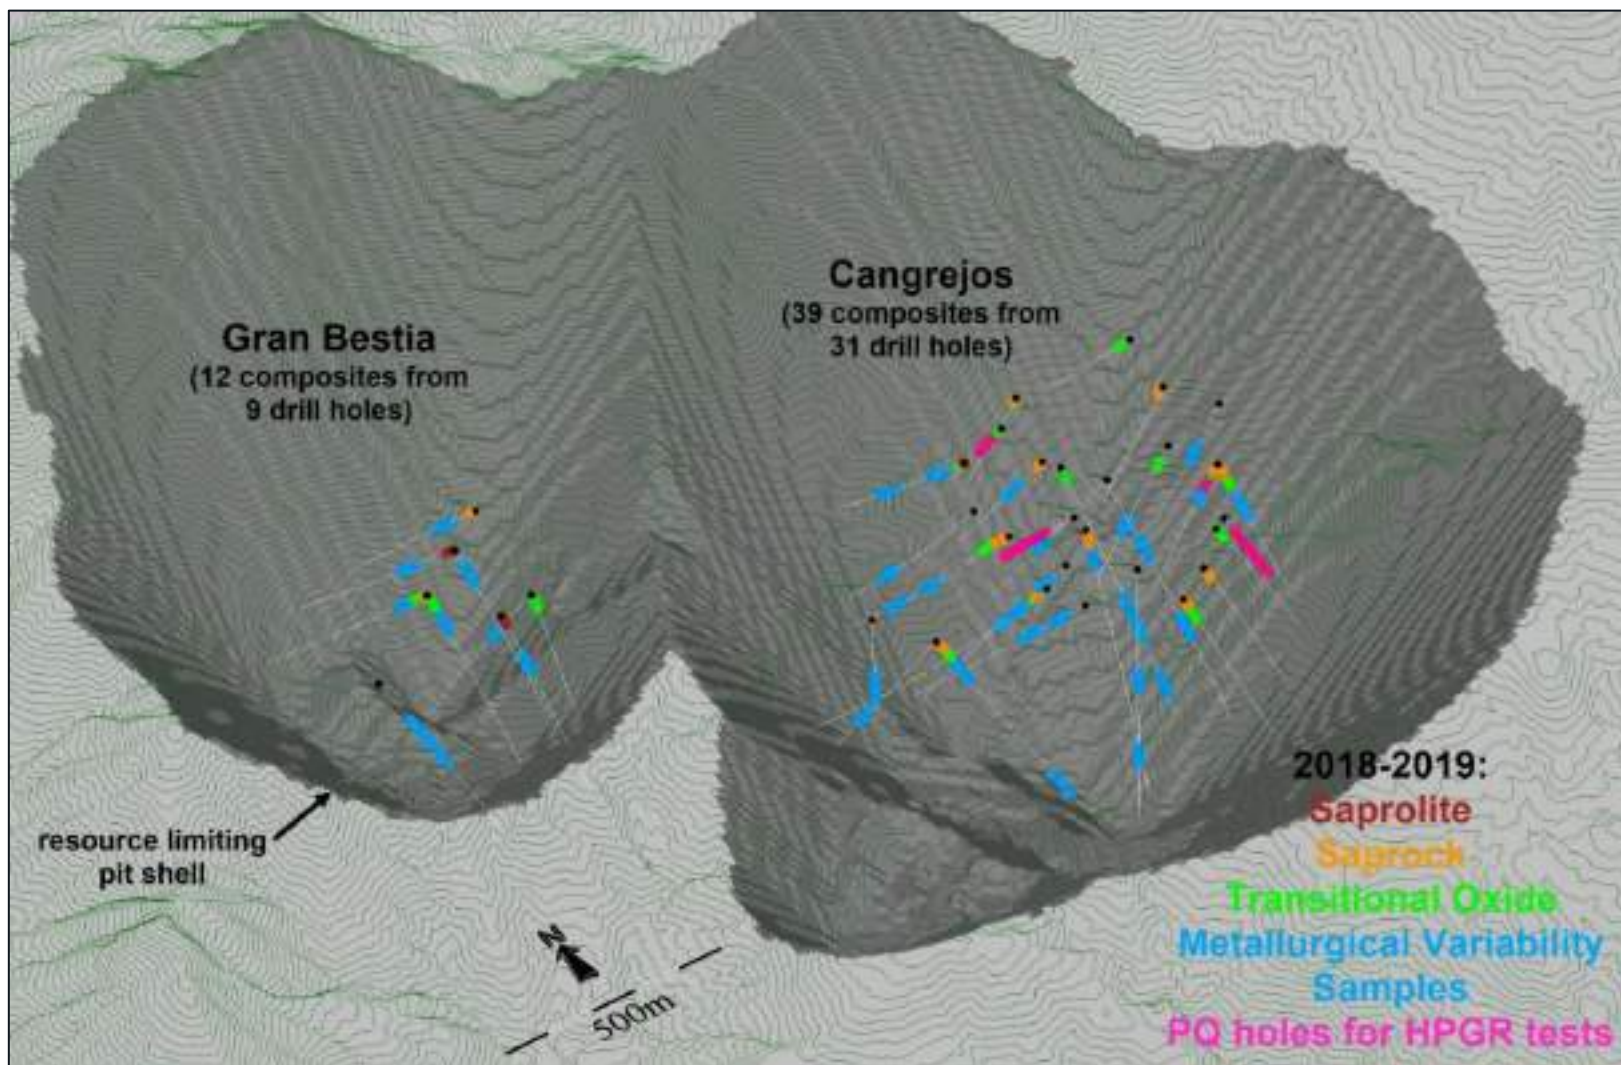 Cangrejos
(39 composites from
31 drill holes)
Gran Bestia
(12 composites from
9 drill holes)
resource limiting
pit shell
N
500m
2018-2019:
Saprolite
Saprock
Transitional Oxide
Metallurgical Variability
Samples
PQ holes for HPGR tests